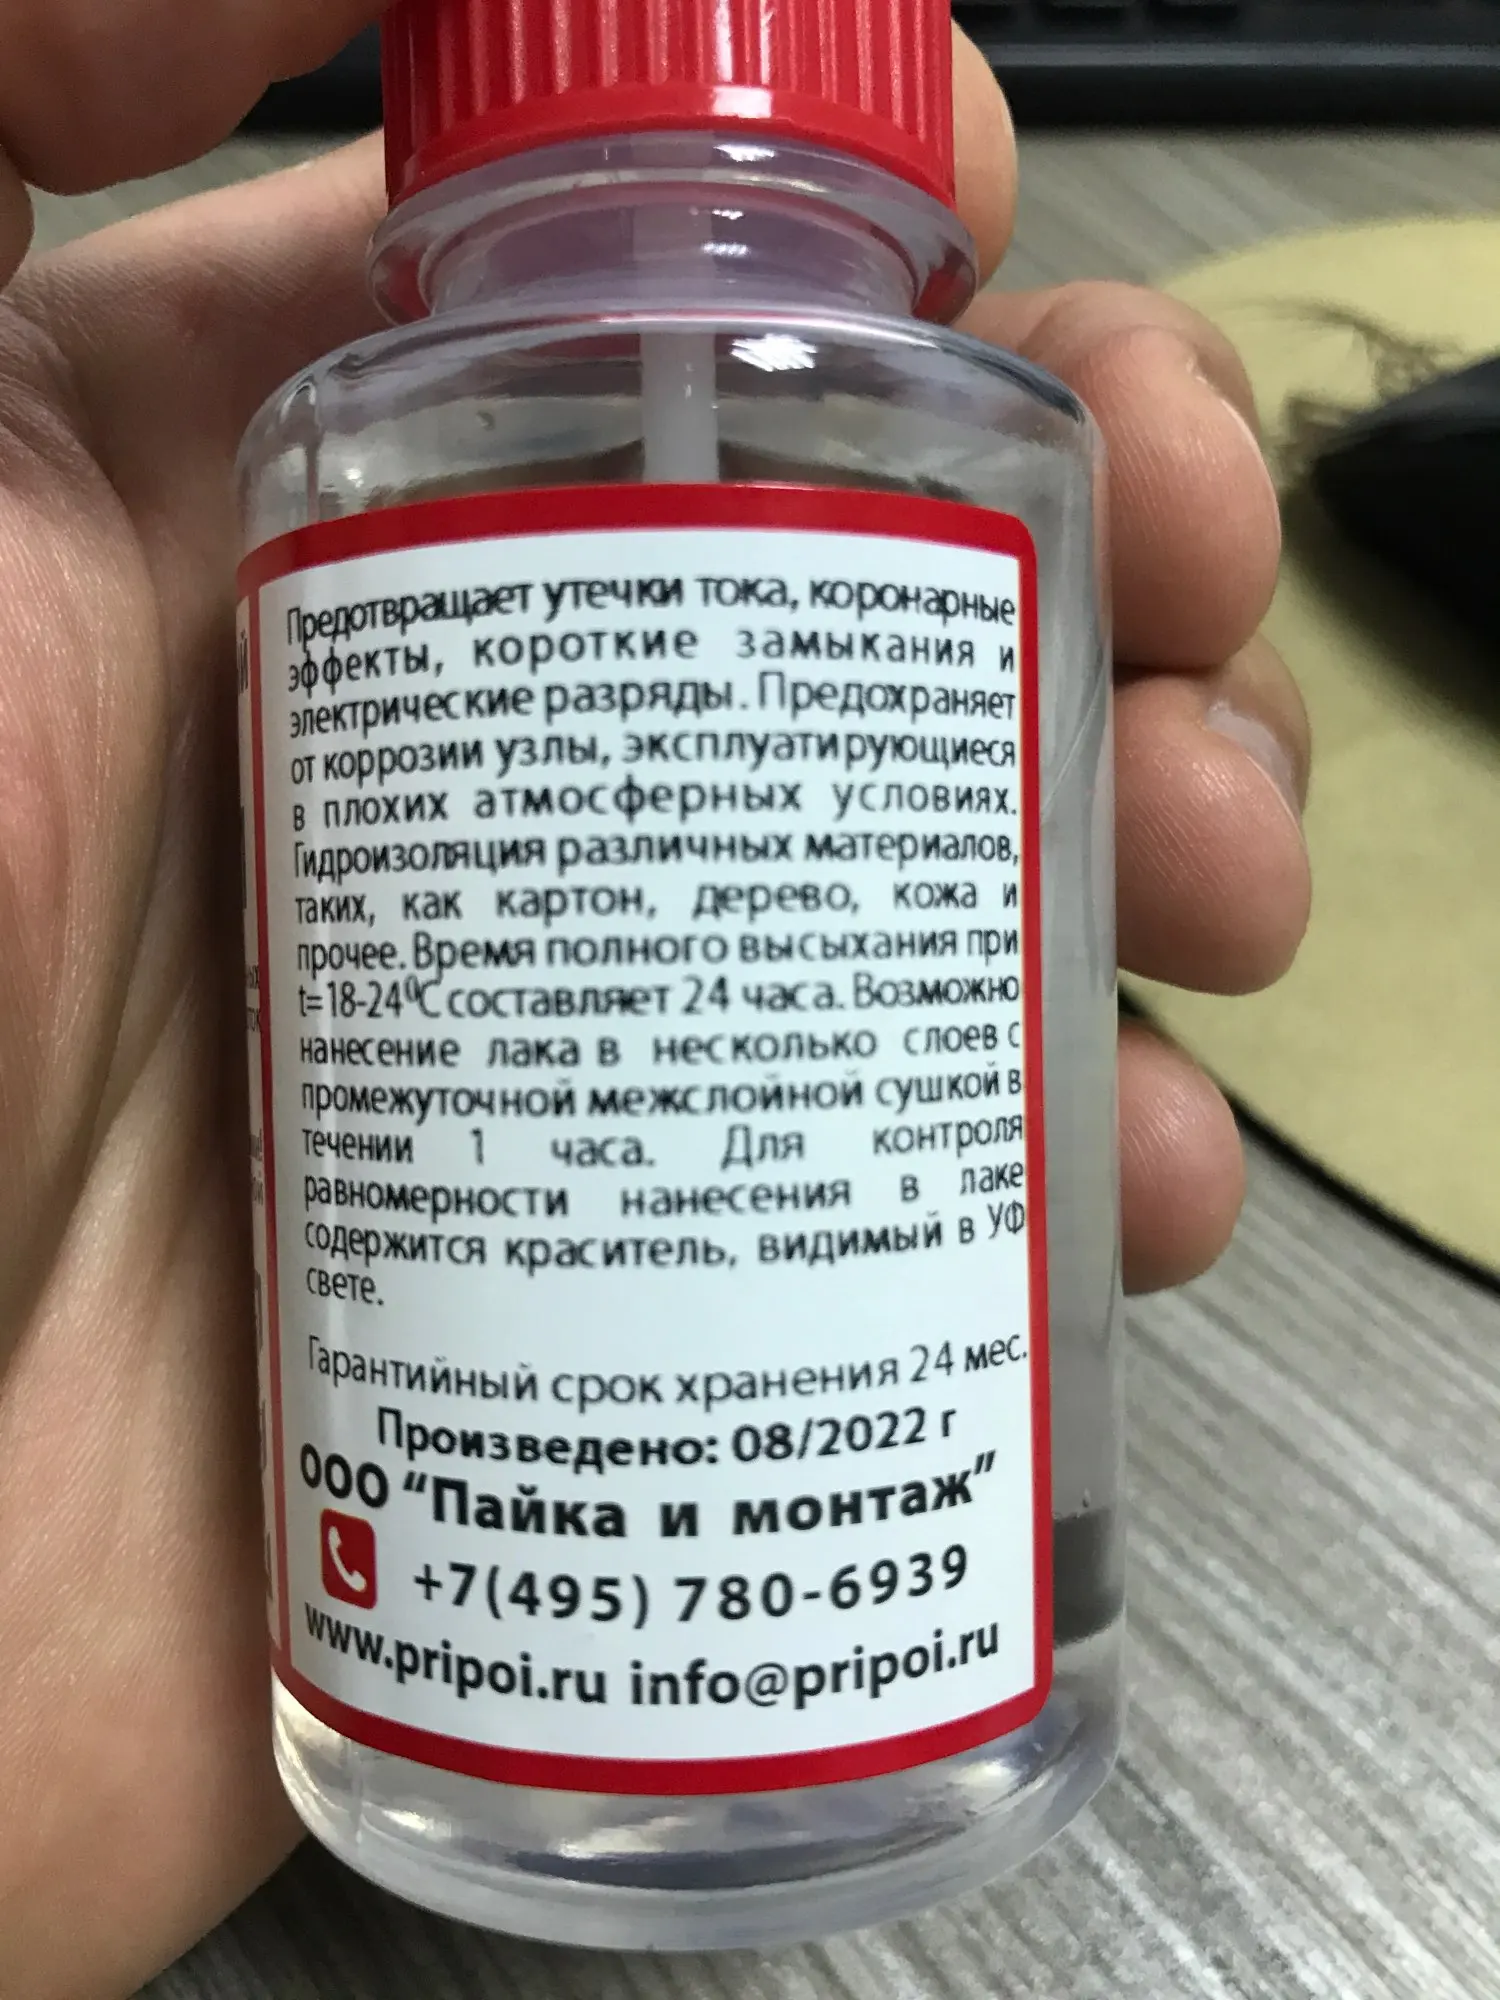 Предотвращает утечки тока, коронарные
эффекты, короткие замыкания и
электрические разряды. Предохраняет
от коррозии узлы, эксплуатирующиеся
в плохих атмосферных условиях.
Гидроизоляция различных материалов,
таких, как картон, дерево, кожа и
прочее. Время полного высыхания при
t=18-24⁰С составляет 24 часа. Возможно
нанесение лака в несколько слоев с
промежуточной межслойной сушкой в
течении 1 часа. Для контроля
равномерности нанесения в лаке
содержится краситель, видимый в УФ
свете.
Гарантийный срок хранения 24 мес.
Произведено: 08/2022 г
ООО “Пайка и монтаж”
+7(495) 780-6939
www.pripoi.ru info@pripoi.ru